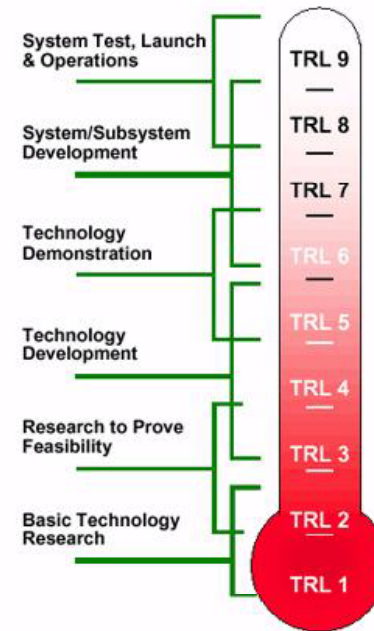 System Test, Launch
& Operations
System/Subsystem
Development
Technology
Demonstration
Technology
Development
Research to Prove
Feasibility
Basic Technology
Research
TRL 9
TRL 8
TRL 7
TRL 6
TRL 5
TRL 4
TRL 3
TRL 2
TRL 1